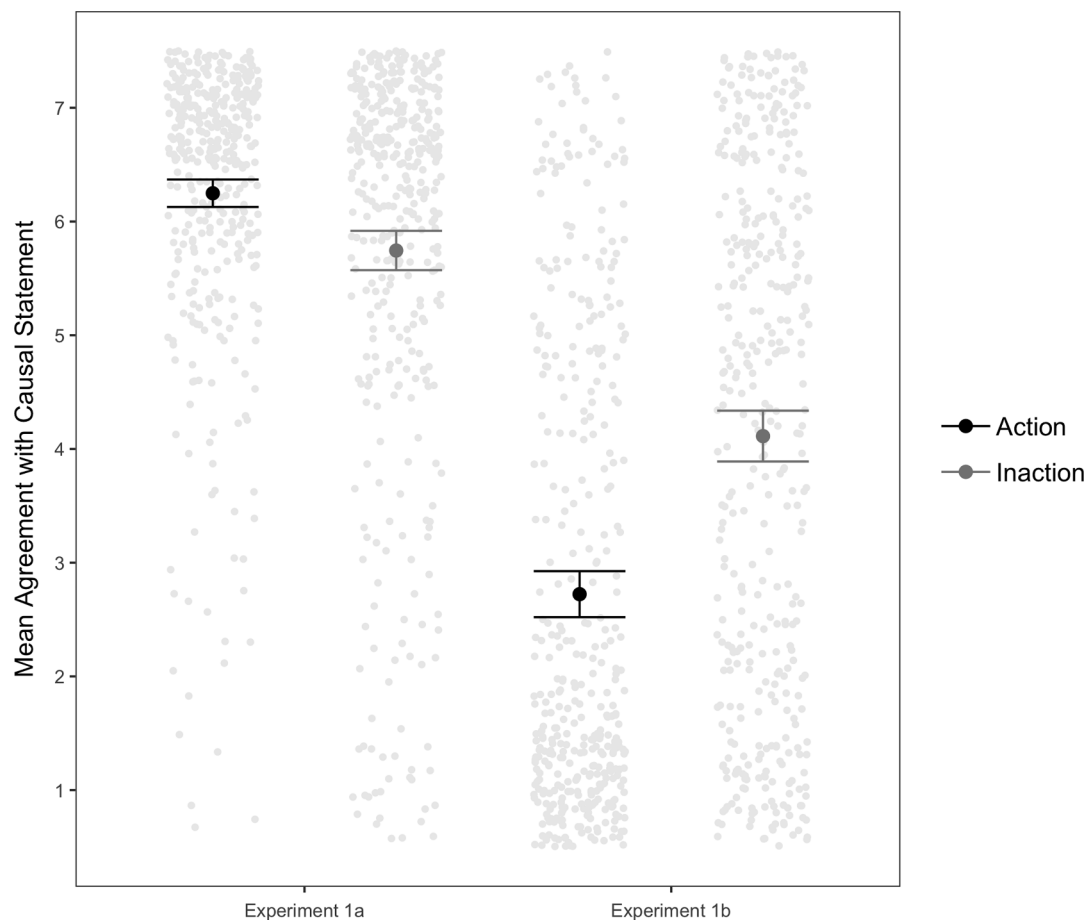 Mean Agreement with Causal Statement
7
6
5
4
3
2
1
Experiment 1a
Experiment 1b
Action
Inaction